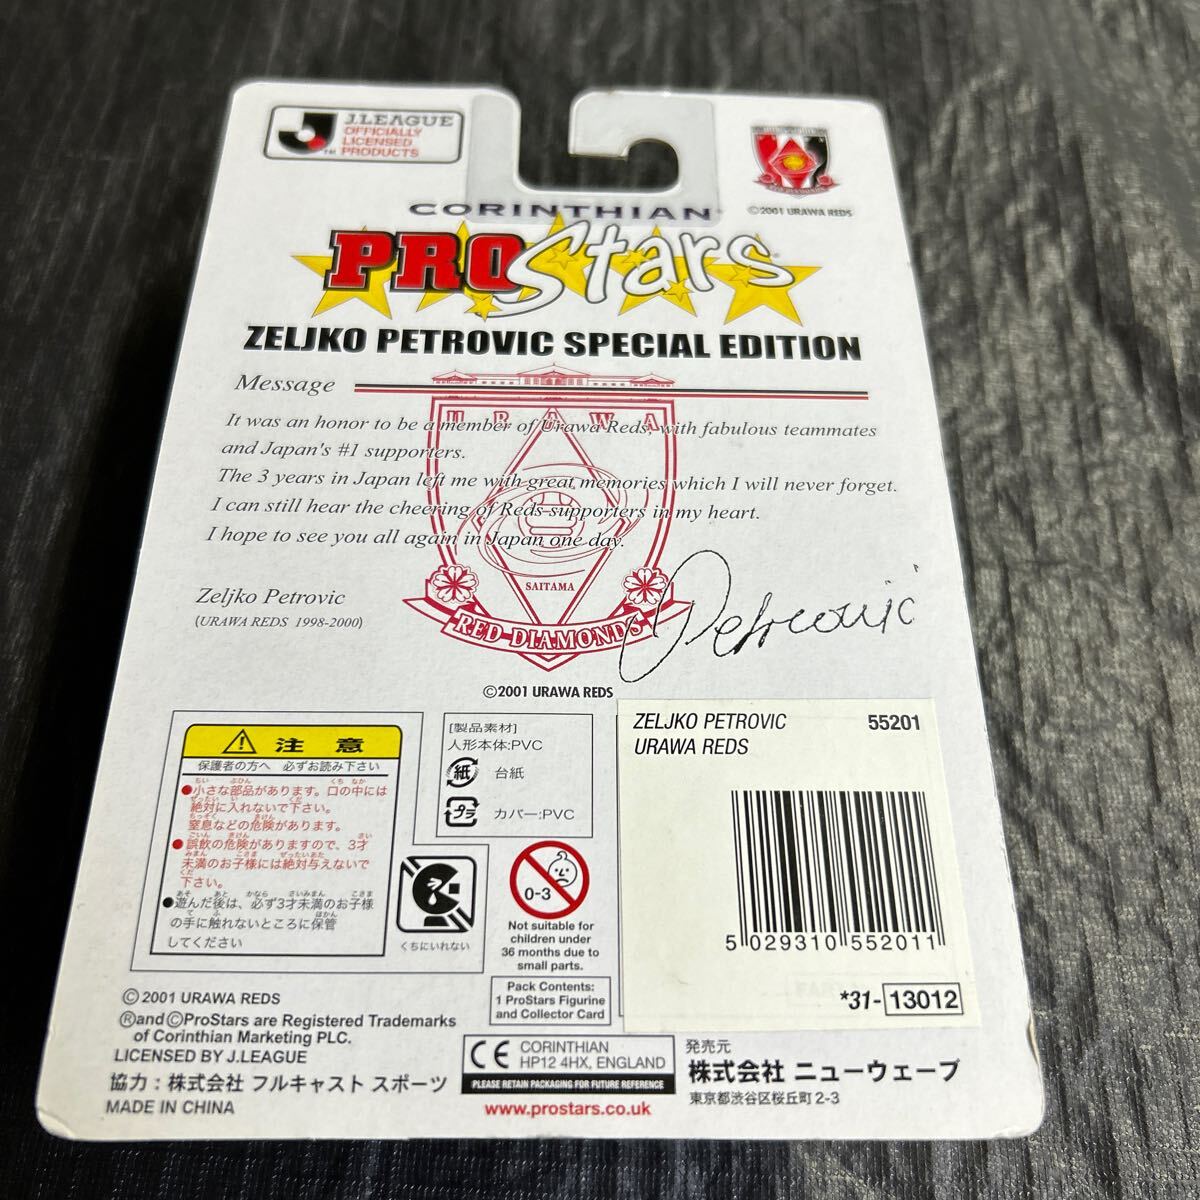 J.LEAGUE
OFFICIALLY
LICENSED
PRODUCTS
TM
©2001 URAWA REDS
CORINTHIAN
PROStars
ZELJKO PETROVIC SPECIAL EDITION
Message
It was an honor to be a member of Urawa Reds, with fabulous teammates
and Japan's #1 supporters.
The 3 years in Japan left me with great memories which I will never forget.
I can still hear the cheering of Reds supporters in my heart.
I hope to see you all again in Japan one day.
URAWA
SAITAMA
RED DIAMONDS
Zeljko Petrovic
(URAWA REDS 1998-2000)
Petrovic
©2001 URAWA REDS
注意
保護者の方へ 必ずお読み下さい
●小さな部品があります。口の中には
絶対に入れないで下さい。
窒息などの危険があります。
●誤飲の危険がありますので、3才
未満のお子様には絶対与えないで
下さい。
●遊んだ後は、必ず3才未満のお子様
の手に触れないところに保管
してください
くちにいれない
[製品素材]
人形本体:PVC
紙 台紙
プラ カバー:PVC
0-3
Not suitable for
children under
36 months due to
small parts.
Pack Contents:
1 ProStars Figurine
and Collector Card
ZELJKO PETROVIC 55201
URAWA REDS
5 029310 552011
*31-13012
©2001 URAWA REDS
®and©ProStars are Registered Trademarks
of Corinthian Marketing PLC.
LICENSED BY J.LEAGUE
協力：株式会社 フルキャスト スポーツ
MADE IN CHINA
CE CORINTHIAN
HP12 4HX, ENGLAND
PLEASE RETAIN PACKAGING FOR FUTURE REFERENCE
www.prostars.co.uk
発売元
株式会社 ニューウェーブ
東京都渋谷区桜丘町2-3